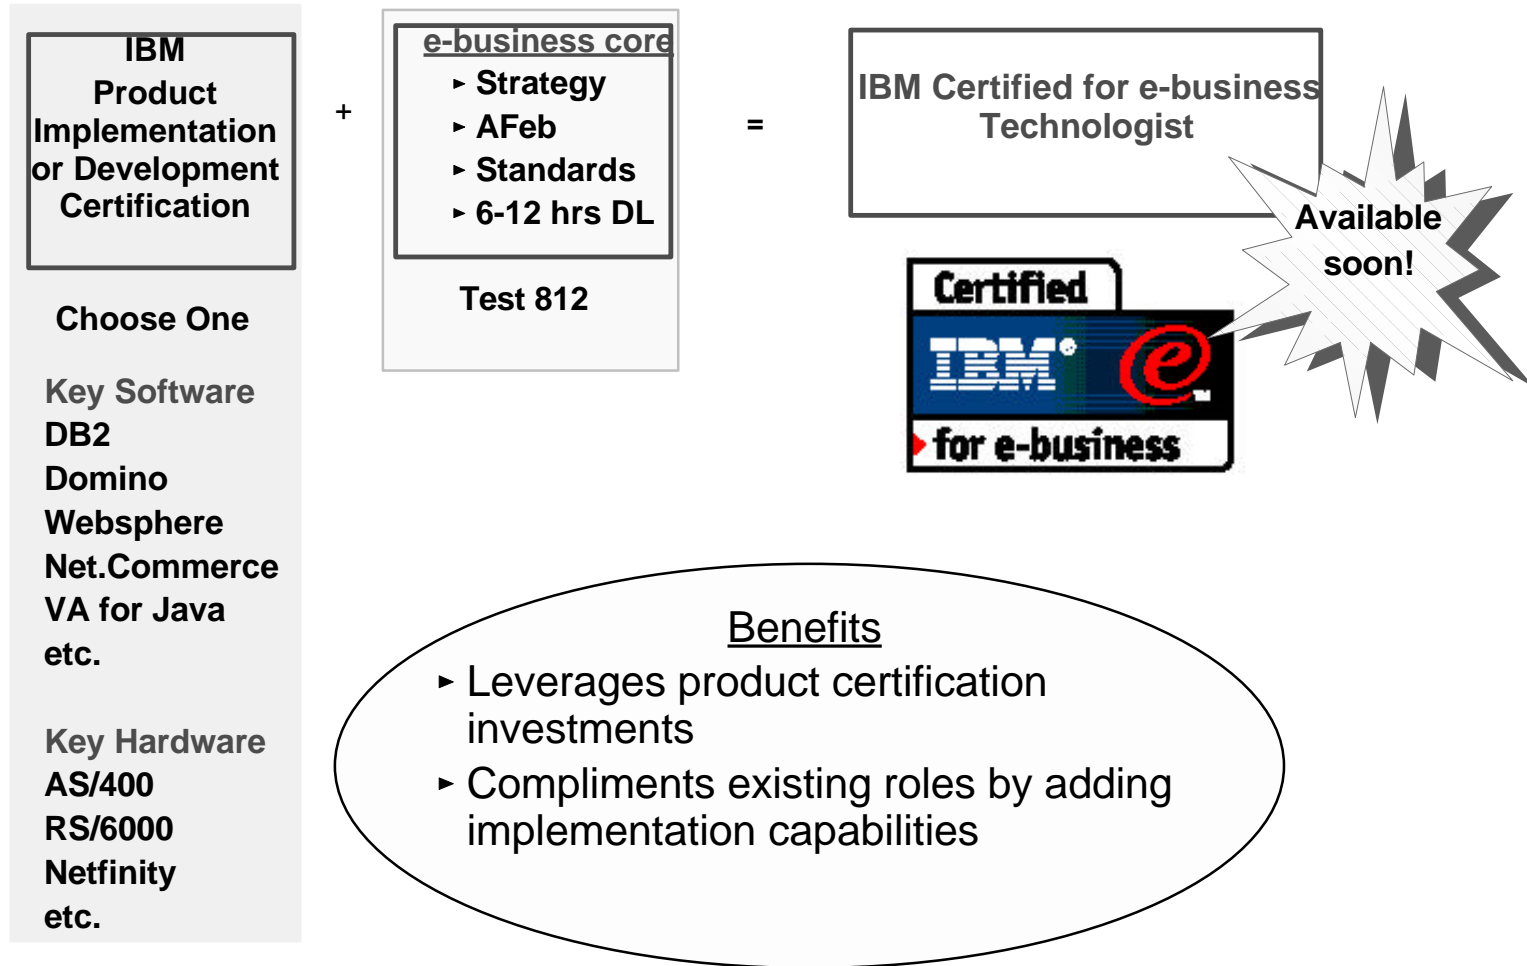 IBM
Product
Implementation
or Development
Certification
Choose One
Key Software
DB2
Domino
Websphere
Net.Commerce
VA for Java
etc.
Key Hardware
AS/400
RS/6000
Netfinity
etc.
+
e-business core
► Strategy
► AFeb
► Standards
► 6-12 hrs DL
Test 812
=
IBM Certified for e-business
Technologist
Available
soon!
Certified
IBM® e™
for e-business
Benefits
► Leverages product certification
investments
► Compliments existing roles by adding
implementation capabilities